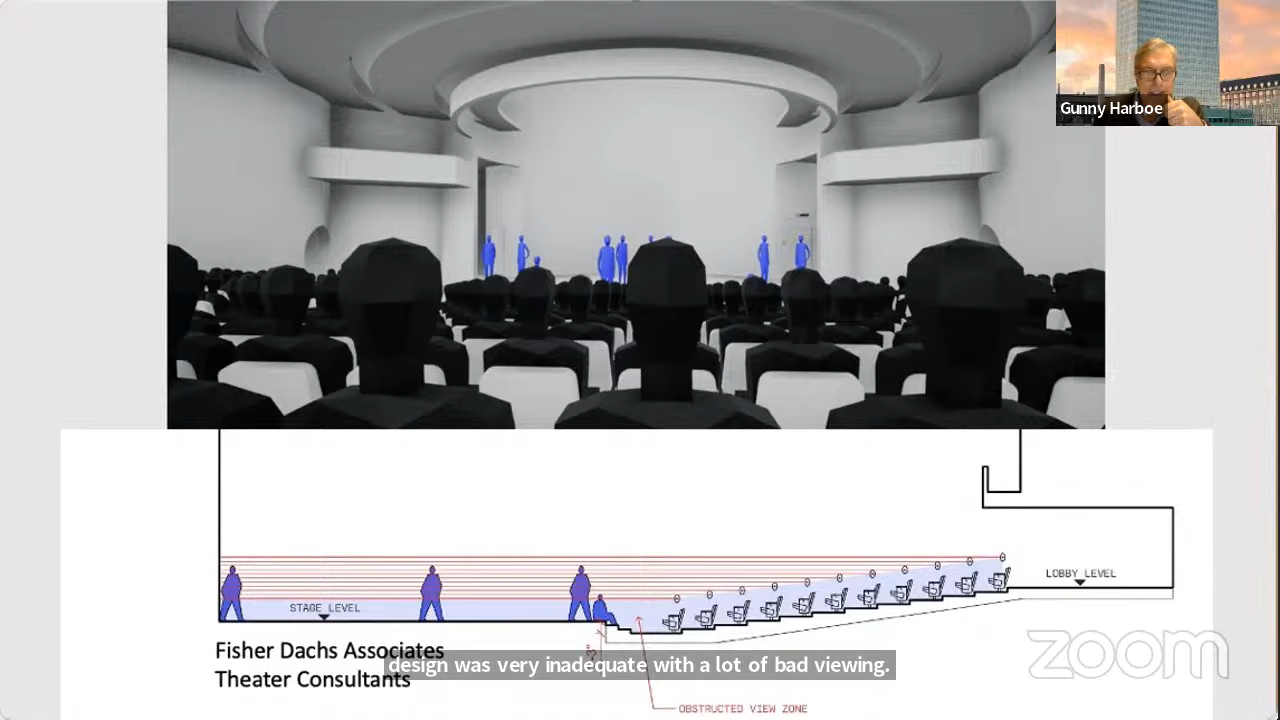 Gunny Harboe
LOBBY LEVEL
STAGE LEVEL
Fisher Dachs Associates
Theater Consultants
design was very inadequate with a lot of bad viewing.
OBSTRUCTED VIEW ZONE
zoom